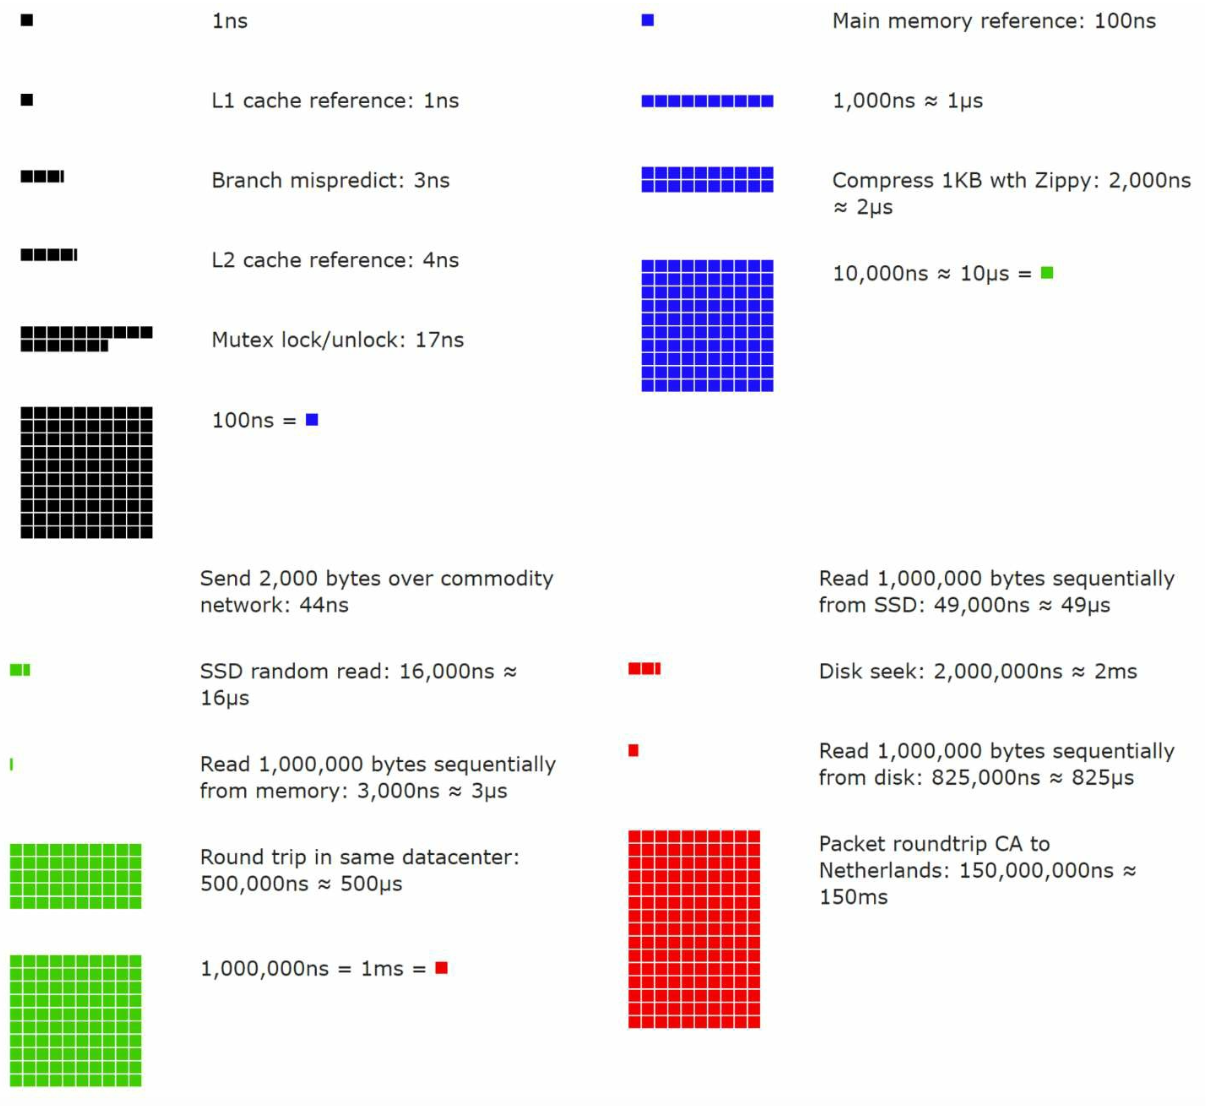 1ns
L1 cache reference: 1ns
Branch mispredict: 3ns
L2 cache reference: 4ns
Mutex lock/unlock: 17ns
100ns =
Main memory reference: 100ns
1,000ns ≈ 1μs
Compress 1KB wth Zippy: 2,000ns
≈ 2μs
10,000ns ≈ 10μs =
Send 2,000 bytes over commodity
network: 44ns
SSD random read: 16,000ns ≈
16μs
Read 1,000,000 bytes sequentially
from memory: 3,000ns ≈ 3μs
Round trip in same datacenter:
500,000ns ≈ 500μs
1,000,000ns = 1ms =
Read 1,000,000 bytes sequentially
from SSD: 49,000ns ≈ 49μs
Disk seek: 2,000,000ns ≈ 2ms
Read 1,000,000 bytes sequentially
from disk: 825,000ns ≈ 825μs
Packet roundtrip CA to
Netherlands: 150,000,000ns ≈
150ms